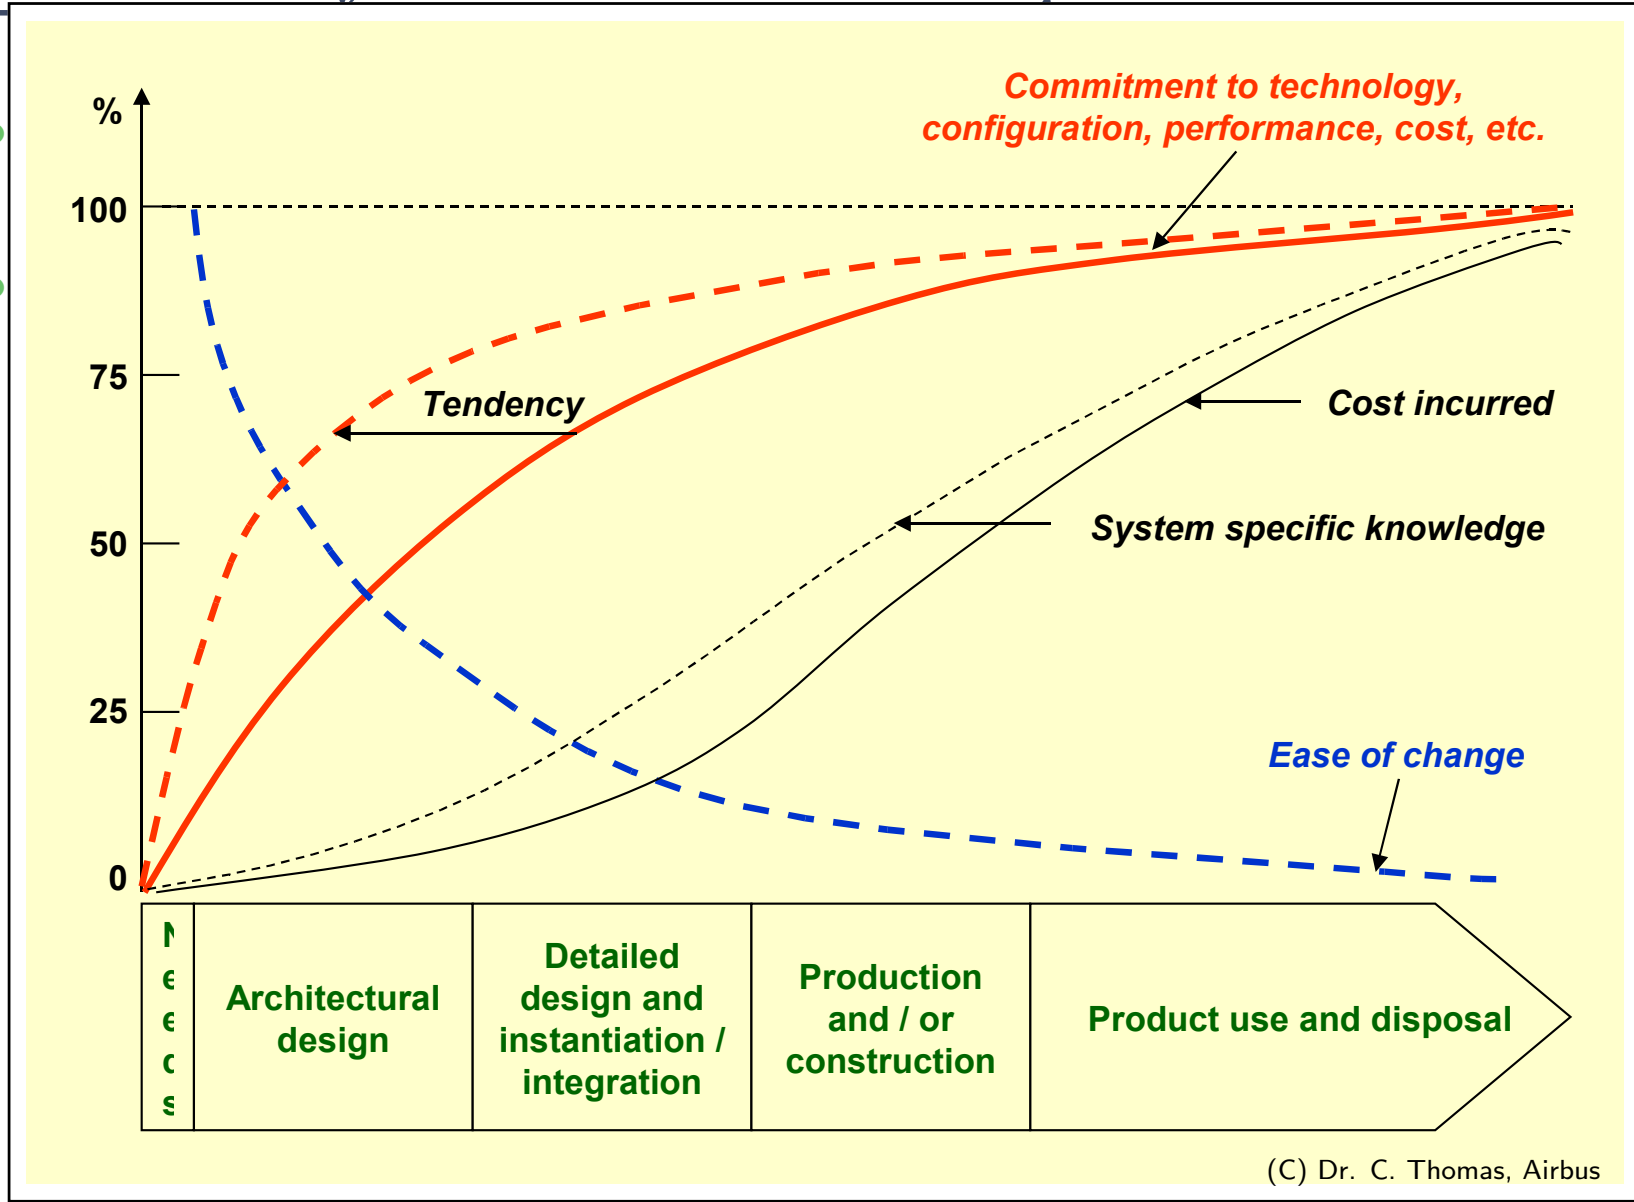 Commitment to technology,
configuration, performance, cost, etc.
%
100
75
Tendency
Cost incurred
50
System specific knowledge
25
Ease of change
0
Needs
Architectural
design
Detailed
design and
instantiation /
integration
Production
and / or
construction
Product use and disposal
(C) Dr. C. Thomas, Airbus